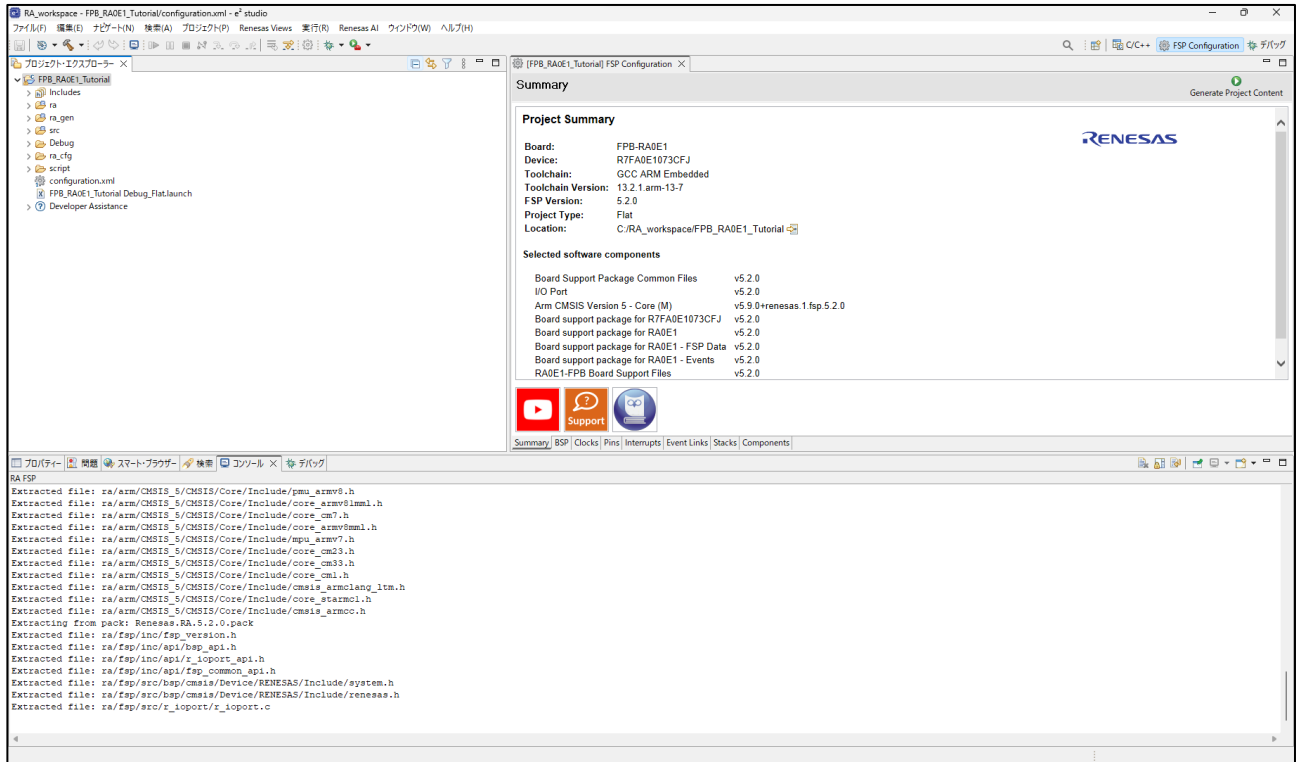 RA_workspace - FPB_RA0E1_Tutorial/configuration.xml - e² studio
ファイル(F) 編集(E) ナビゲート(N) 検索(A) プロジェクト(P) Renesas Views 実行(R) Renesas AI ウィンドウ(W) ヘルプ(H)
C/C++ FSP Configuration デバッグ
プロジェクト・エクスプローラー
FPB_RA0E1_Tutorial
Includes
ra
ra_gen
src
Debug
ra_cfg
script
configuration.xml
FPB_RA0E1_Tutorial Debug_Flat.launch
Developer Assistance
[FPB_RA0E1_Tutorial] FSP Configuration
Summary
Generate Project Content
Project Summary
RENESAS
Board: FPB-RA0E1
Device: R7FA0E1073CFJ
Toolchain: GCC ARM Embedded
Toolchain Version: 13.2.1.arm-13-7
FSP Version: 5.2.0
Project Type: Flat
Location: C:/RA_workspace/FPB_RA0E1_Tutorial
Selected software components
Board Support Package Common Files v5.2.0
I/O Port v5.2.0
Arm CMSIS Version 5 - Core (M) v5.9.0+renesas.1.fsp.5.2.0
Board support package for R7FA0E1073CFJ v5.2.0
Board support package for RA0E1 v5.2.0
Board support package for RA0E1 - FSP Data v5.2.0
Board support package for RA0E1 - Events v5.2.0
RA0E1-FPB Board Support Files v5.2.0
Support
Summary BSP Clocks Pins Interrupts Event Links Stacks Components
プロパティー 問題 スマート・ブラウザー 検索 コンソール デバッグ
RA FSP
Extracted file: ra/arm/CMSIS_5/CMSIS/Core/Include/pmu_armv8.h
Extracted file: ra/arm/CMSIS_5/CMSIS/Core/Include/core_armv81mml.h
Extracted file: ra/arm/CMSIS_5/CMSIS/Core/Include/core_cm7.h
Extracted file: ra/arm/CMSIS_5/CMSIS/Core/Include/core_armv8mml.h
Extracted file: ra/arm/CMSIS_5/CMSIS/Core/Include/mpu_armv7.h
Extracted file: ra/arm/CMSIS_5/CMSIS/Core/Include/core_cm23.h
Extracted file: ra/arm/CMSIS_5/CMSIS/Core/Include/core_cm33.h
Extracted file: ra/arm/CMSIS_5/CMSIS/Core/Include/core_cm1.h
Extracted file: ra/arm/CMSIS_5/CMSIS/Core/Include/cmsis_armclang_ltm.h
Extracted file: ra/arm/CMSIS_5/CMSIS/Core/Include/core_starmc1.h
Extracted file: ra/arm/CMSIS_5/CMSIS/Core/Include/cmsis_armcc.h
Extracting from pack: Renesas.RA.5.2.0.pack
Extracted file: ra/fsp/inc/fsp_version.h
Extracted file: ra/fsp/inc/api/bsp_api.h
Extracted file: ra/fsp/inc/api/r_ioport_api.h
Extracted file: ra/fsp/inc/api/fsp_common_api.h
Extracted file: ra/fsp/src/bsp/cmsis/Device/RENESAS/Include/system.h
Extracted file: ra/fsp/src/bsp/cmsis/Device/RENESAS/Include/renesas.h
Extracted file: ra/fsp/src/r_ioport/r_ioport.c